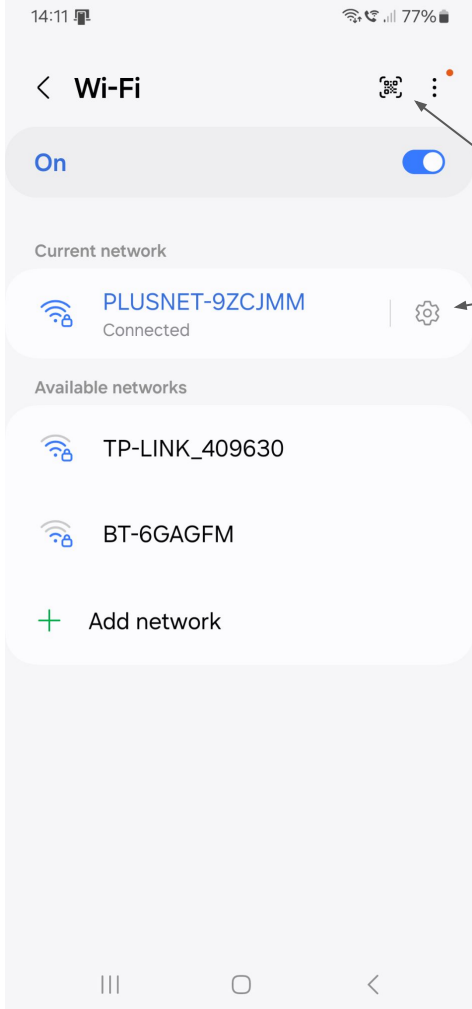 14:11 77%
Wi-Fi
On
Current network
PLUSNET-9ZCJMM
Connected
Available networks
TP-LINK_409630
BT-6GAGFM
Add network